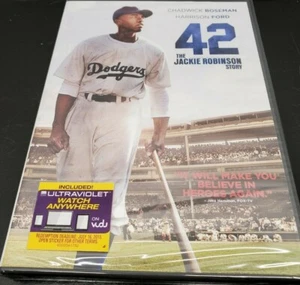 CHADWICK BOSEMAN
HARRISON FORD
42
THE
JACKIE ROBINSON
STORY
Dodgers
IT WILL MAKE YOU
BELIEVE IN
HEROES AGAIN.
INCLUDED!
ULTRAVIOLET
WATCH
ANYWHERE
ON
VUDU